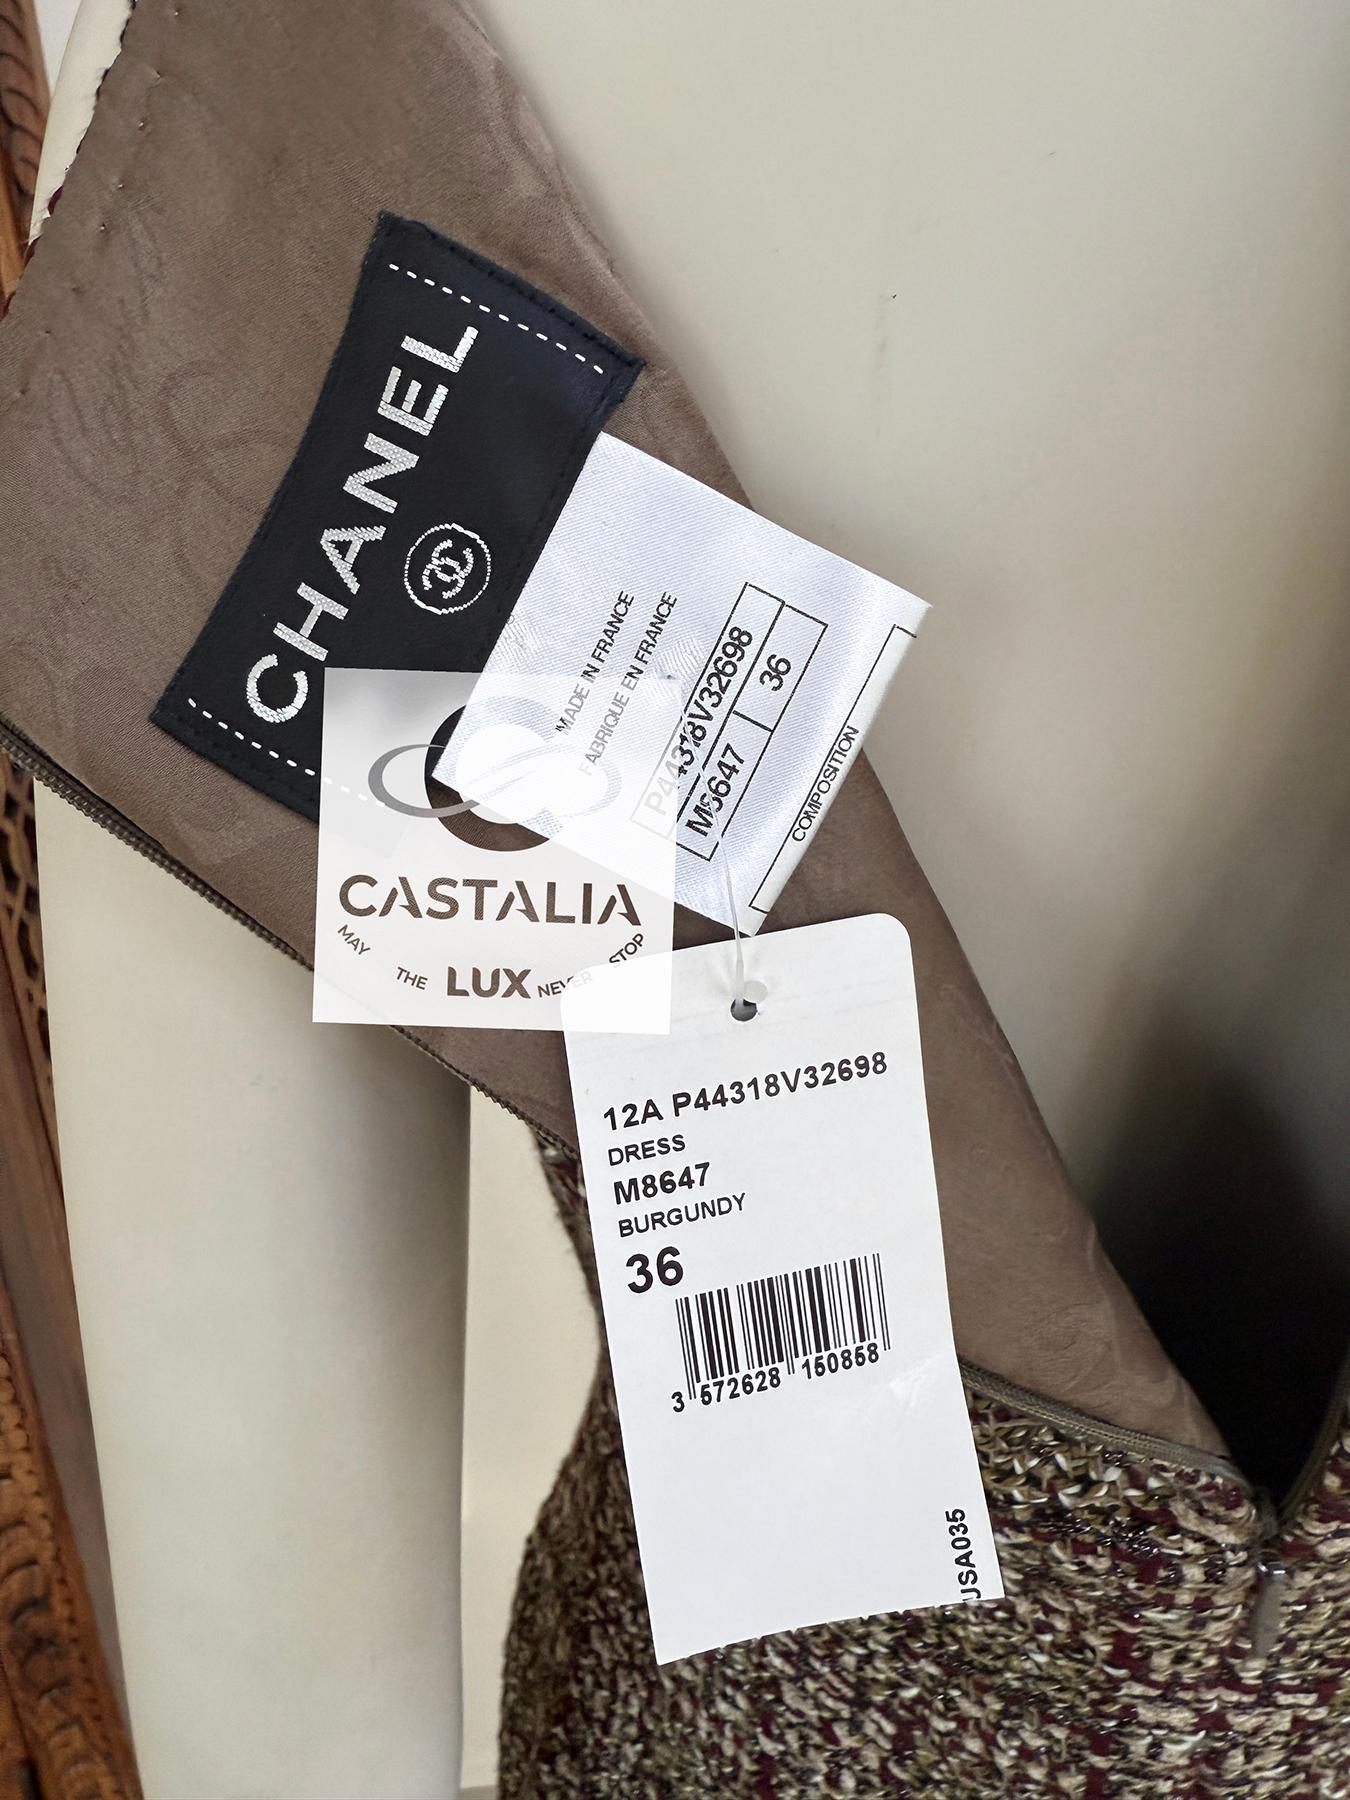 CHANEL
MADE IN FRANCE
FABRIQUE EN FRANCE
P44318V32698
M8647
36
COMPOSITION
CASTALIA
MAY THE LUX NEVER STOP
12A P44318V32698
DRESS
M8647
BURGUNDY
36
3 572628 150858
USA035